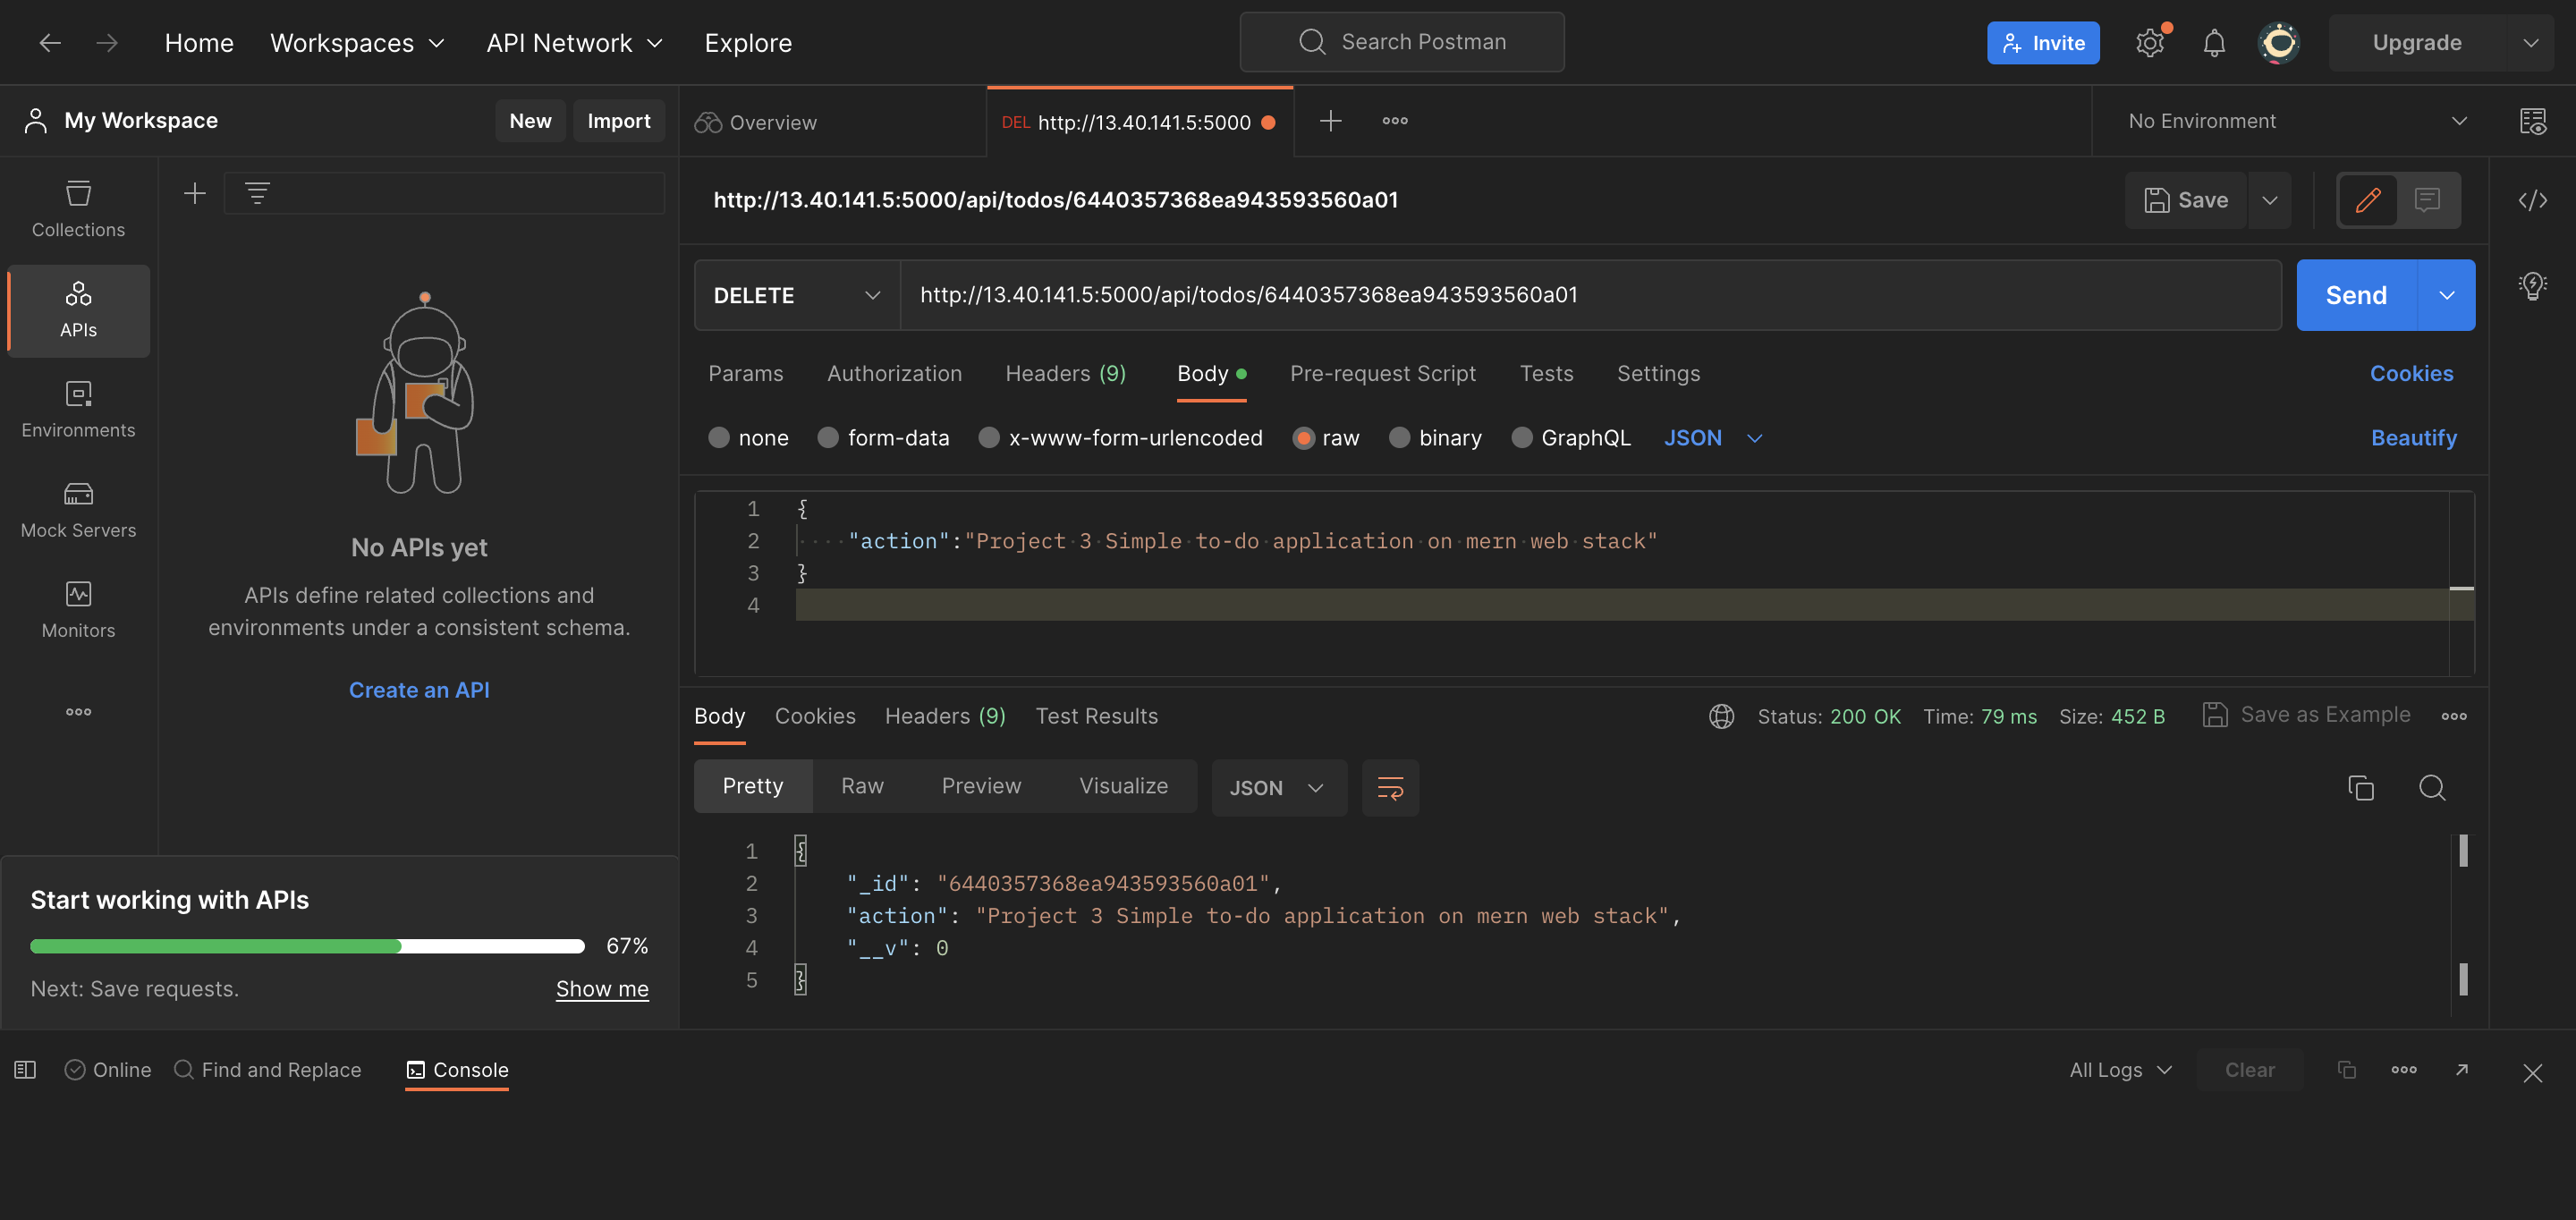 Home Workspaces API Network Explore Search Postman Invite Upgrade
My Workspace New Import Overview DEL http://13.40.141.5:5000 No Environment
Collections
APIs
Environments
Mock Servers
Monitors
No APIs yet
APIs define related collections and
environments under a consistent schema.
Create an API
Start working with APIs
67%
Next: Save requests. Show me
http://13.40.141.5:5000/api/todos/6440357368ea943593560a01 Save
DELETE http://13.40.141.5:5000/api/todos/6440357368ea943593560a01 Send
Params Authorization Headers (9) Body Pre-request Script Tests Settings Cookies
none form-data x-www-form-urlencoded raw binary GraphQL JSON Beautify
1 {
2 "action":"Project 3 Simple to-do application on mern web stack"
3 }
4
Body Cookies Headers (9) Test Results Status: 200 OK Time: 79 ms Size: 452 B Save as Example
Pretty Raw Preview Visualize JSON
1 {
2 "_id": "6440357368ea943593560a01",
3 "action": "Project 3 Simple to-do application on mern web stack",
4 "__v": 0
5 }
Online Find and Replace Console All Logs Clear